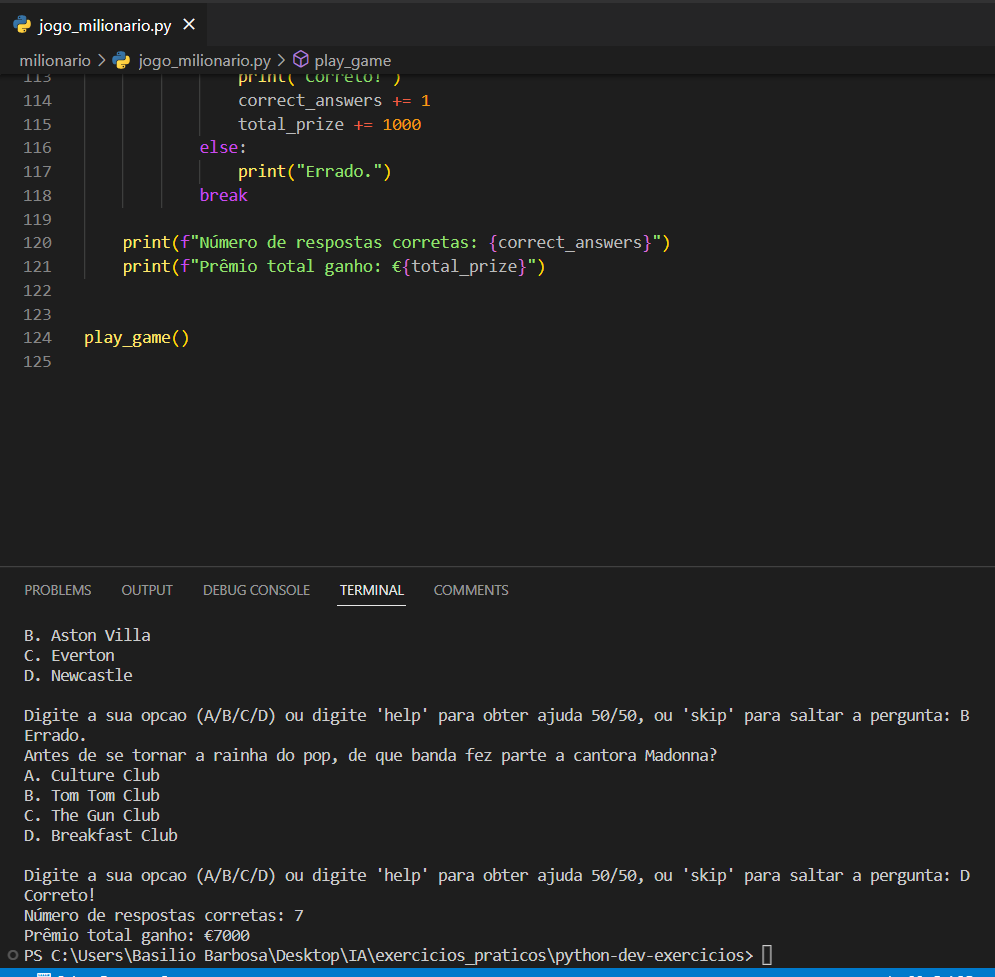 jogo_milionario.py
milionario > jogo_milionario.py > play_game
113 print("Correto!")
114 correct_answers += 1
115 total_prize += 1000
116 else:
117 print("Errado.")
118 break
119
120 print(f"Número de respostas corretas: {correct_answers}")
121 print(f"Prêmio total ganho: €{total_prize}")
122
123
124 play_game()
125
PROBLEMS OUTPUT DEBUG CONSOLE TERMINAL COMMENTS
B. Aston Villa
C. Everton
D. Newcastle
Digite a sua opcao (A/B/C/D) ou digite 'help' para obter ajuda 50/50, ou 'skip' para saltar a pergunta: B
Errado.
Antes de se tornar a rainha do pop, de que banda fez parte a cantora Madonna?
A. Culture Club
B. Tom Tom Club
C. The Gun Club
D. Breakfast Club
Digite a sua opcao (A/B/C/D) ou digite 'help' para obter ajuda 50/50, ou 'skip' para saltar a pergunta: D
Correto!
Número de respostas corretas: 7
Prêmio total ganho: €7000
PS C:\Users\Basilio Barbosa\Desktop\IA\exercicios_praticos\python-dev-exercicios>